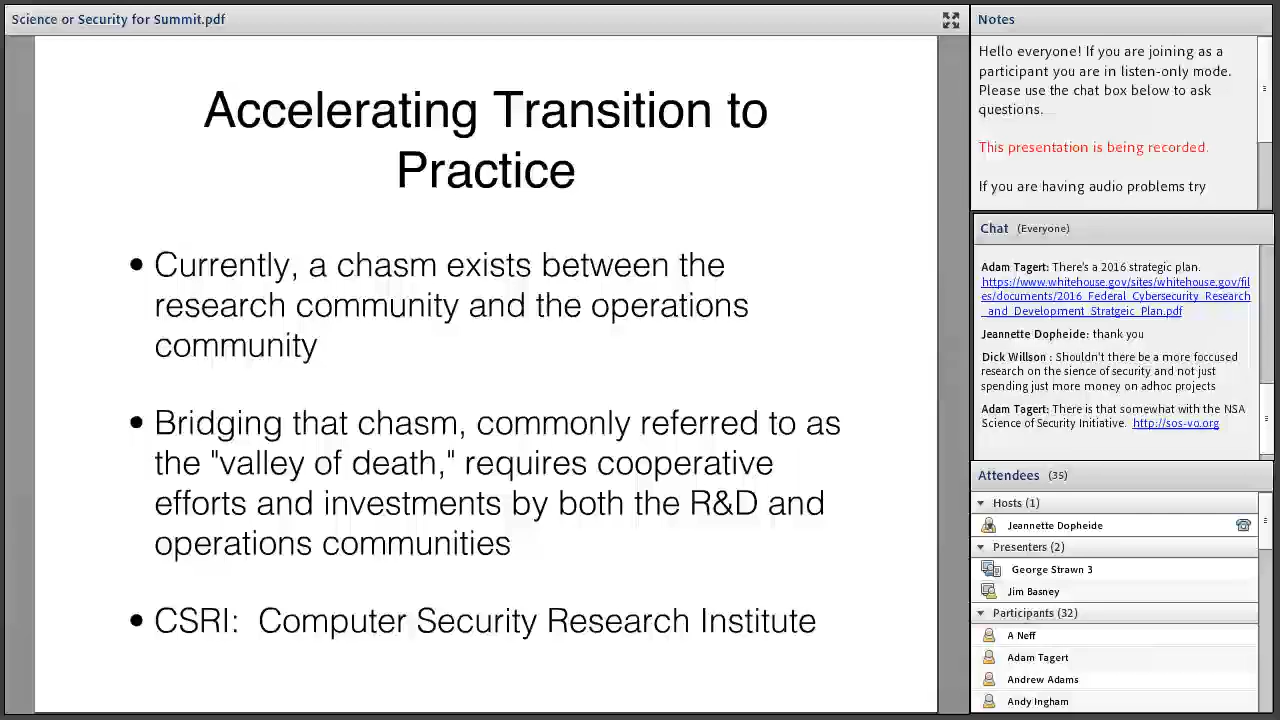 Science or Security for Summit.pdf
Accelerating Transition to
Practice
• Currently, a chasm exists between the
research community and the operations
community
• Bridging that chasm, commonly referred to as
the "valley of death," requires cooperative
efforts and investments by both the R&D and
operations communities
• CSRI:  Computer Security Research Institute
Notes
Hello everyone! If you are joining as a
participant you are in listen-only mode.
Please use the chat box below to ask
questions.
This presentation is being recorded.
If you are having audio problems try
Chat (Everyone)
Adam Tagert: There's a 2016 strategic plan.
https://www.whitehouse.gov/sites/whitehouse.gov/fil
es/documents/2016_Federal_Cybersecurity_Research
_and_Development_Stratgeic_Plan.pdf
Jeannette Dopheide: thank you
Dick Willson : Shouldn't there be a more foccused
research on the sience of security and not just
spending just more money on adhoc projects
Adam Tagert: There is that somewhat with the NSA
Science of Security Initiative. http://sos-vo.org
Attendees (35)
Hosts (1)
Jeannette Dopheide
Presenters (2)
George Strawn 3
Jim Basney
Participants (32)
A Neff
Adam Tagert
Andrew Adams
Andy Ingham